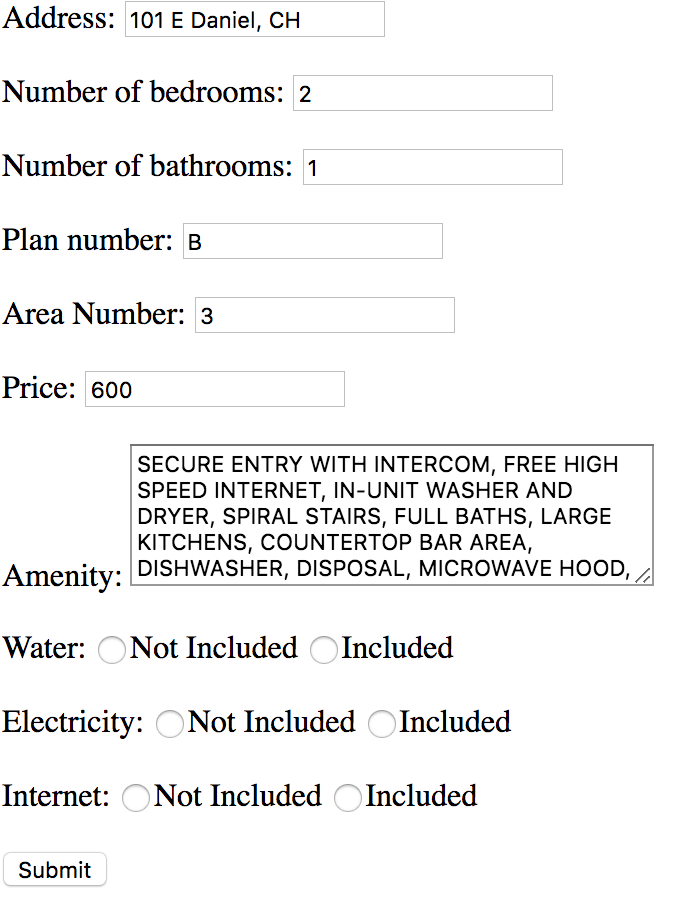 Address: 101 E Daniel, CH
Number of bedrooms: 2
Number of bathrooms: 1
Plan number: B
Area Number: 3
Price: 600
SECURE ENTRY WITH INTERCOM, FREE HIGH
SPEED INTERNET, IN-UNIT WASHER AND
DRYER, SPIRAL STAIRS, FULL BATHS, LARGE
KITCHENS, COUNTERTOP BAR AREA,
Amenity: DISHWASHER, DISPOSAL, MICROWAVE HOOD,
Water: Not Included Included
Electricity: Not Included Included
Internet: Not Included Included
Submit